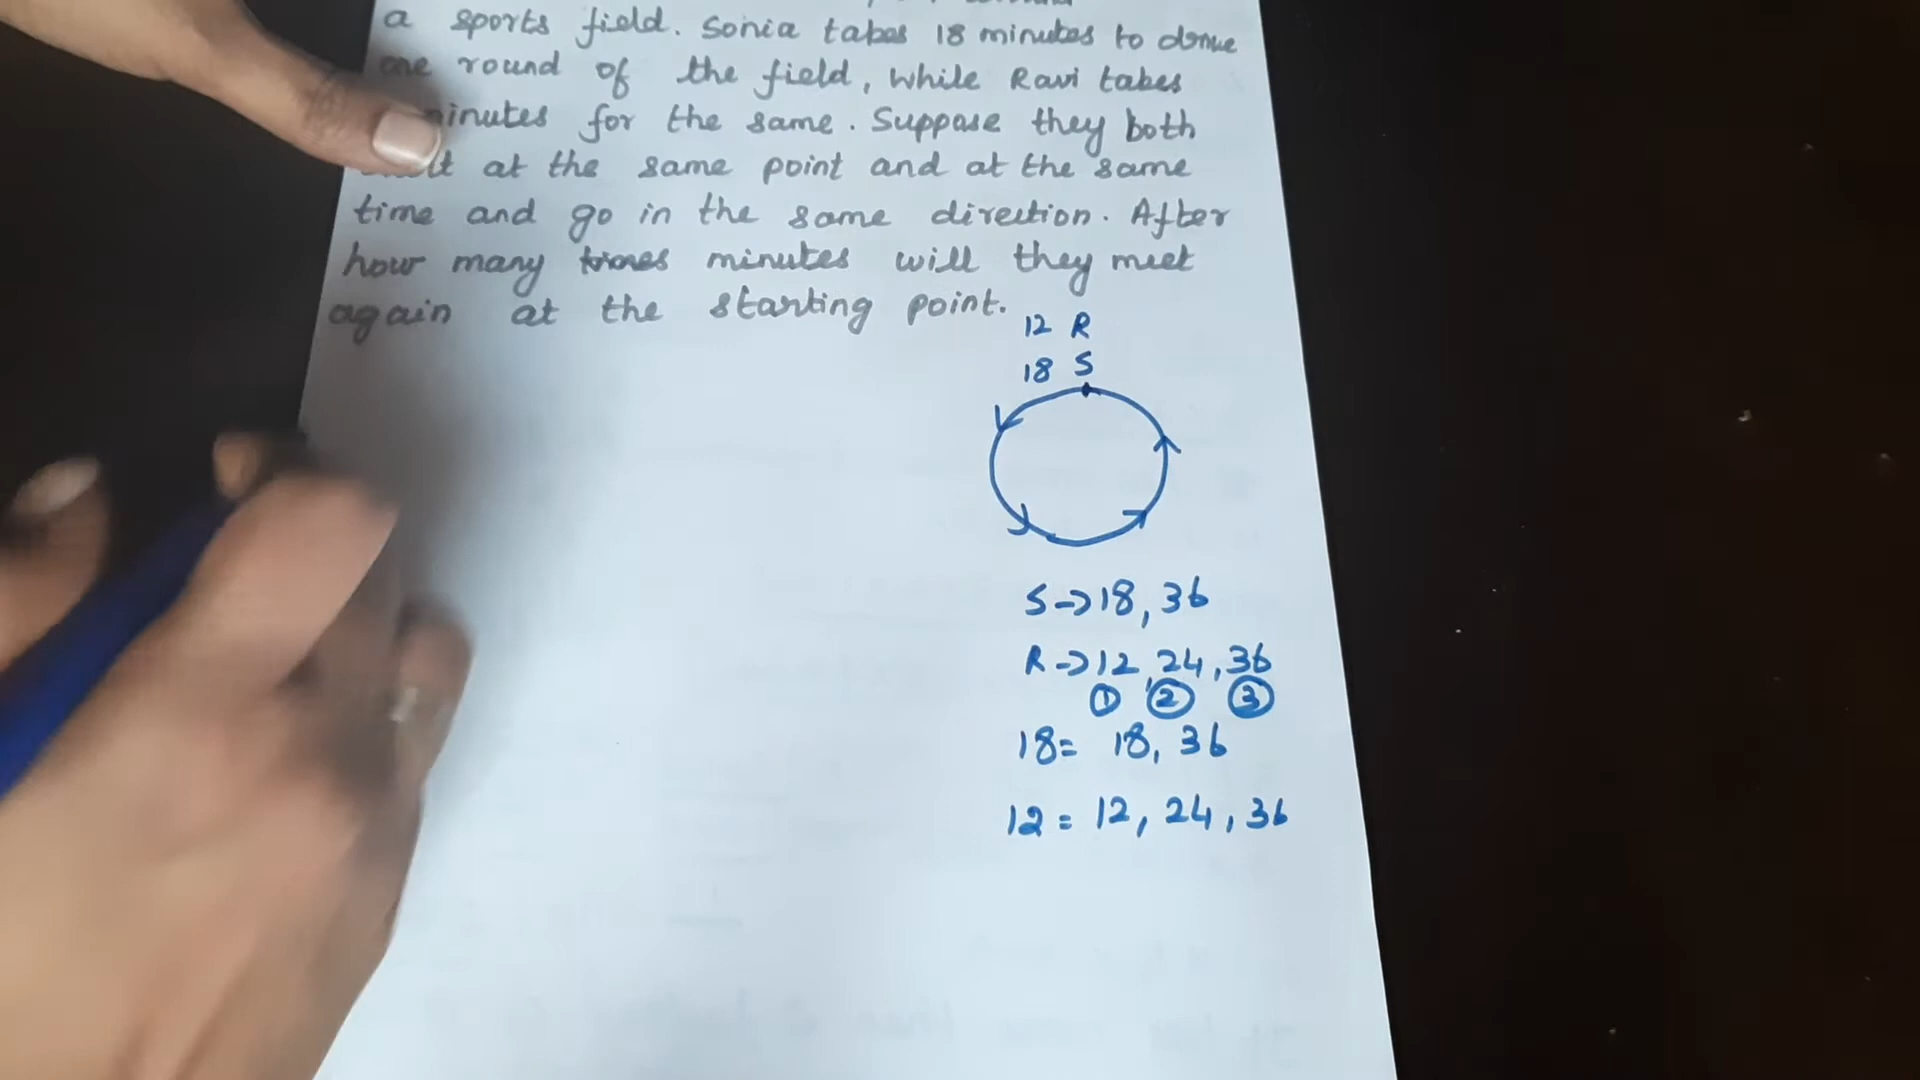 a sports field. Sonia takes 18 minutes to drive
one round of the field, while Ravi takes
minutes for the same. Suppose they both
at the same point and at the same
time and go in the same direction. After
how many times minutes will they meet
again at the starting point.
12 R
18 S
S→18, 36
R→12, 24, 36
① ② ③
18= 18, 36
12 = 12, 24, 36